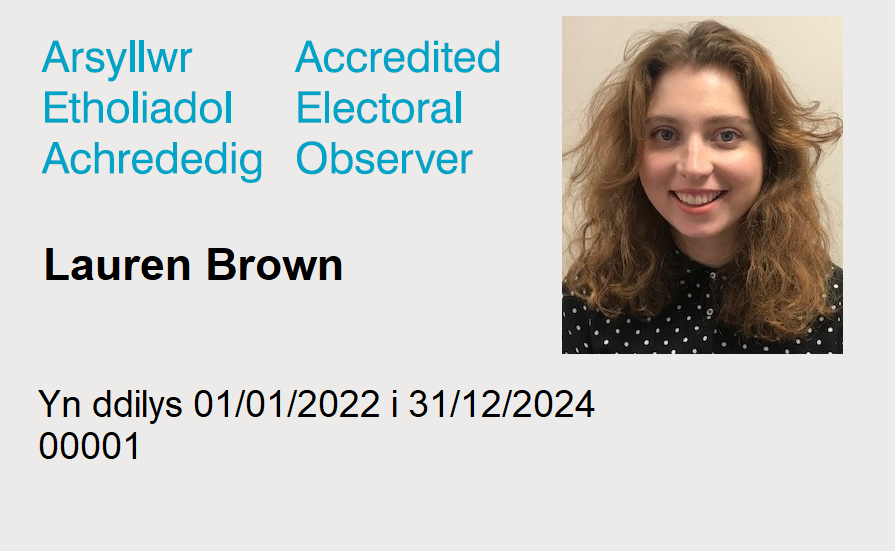 Arsyllwr
Etholiadol
Achrededig
Accredited
Electoral
Observer
Lauren Brown
Yn ddilys 01/01/2022 i 31/12/2024
00001